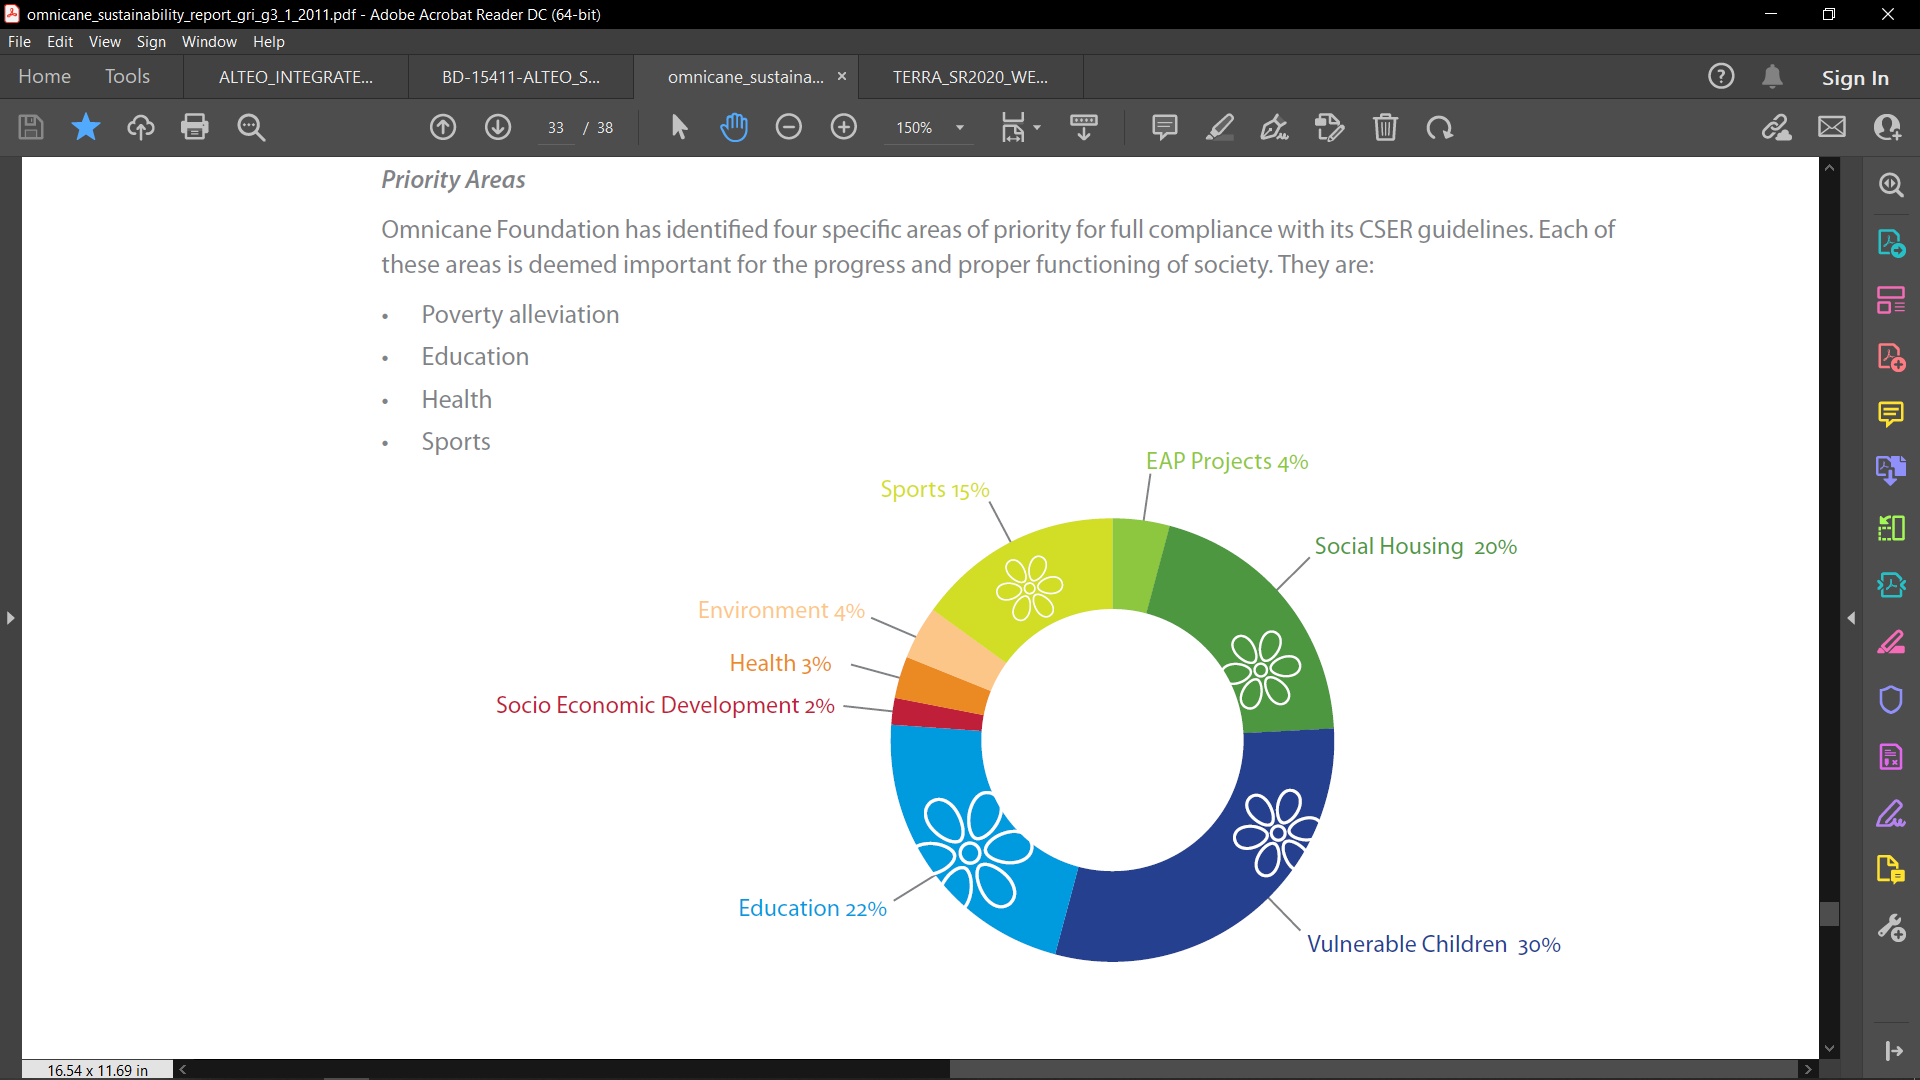 omnicane_sustainability_report_gri_g3_1_2011.pdf - Adobe Acrobat Reader DC (64-bit)
File Edit View Sign Window Help
Home Tools ALTEO_INTEGRATE... BD-15411-ALTEO_S... omnicane_sustaina... × TERRA_SR2020_WE... Sign In
33 / 38 150%
Priority Areas
Omnicane Foundation has identified four specific areas of priority for full compliance with its CSER guidelines. Each of
these areas is deemed important for the progress and proper functioning of society. They are:
• Poverty alleviation
• Education
• Health
• Sports
EAP Projects 4%
Sports 15%
Social Housing 20%
Environment 4%
Health 3%
Socio Economic Development 2%
Education 22%
Vulnerable Children 30%
16.54 x 11.69 in